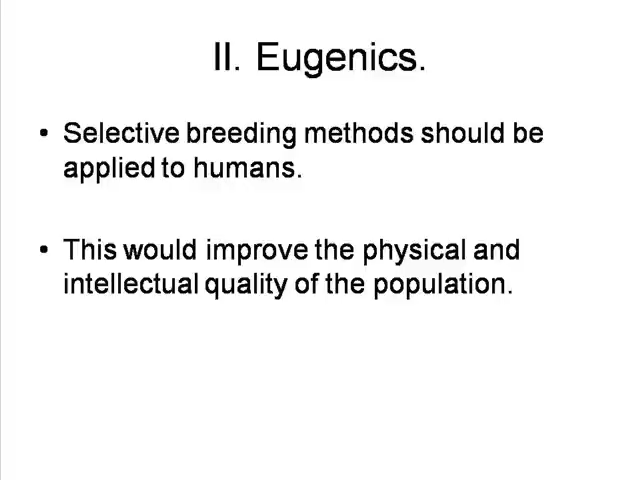 II. Eugenics.
• Selective breeding methods should be
applied to humans.
• This would improve the physical and
intellectual quality of the population.